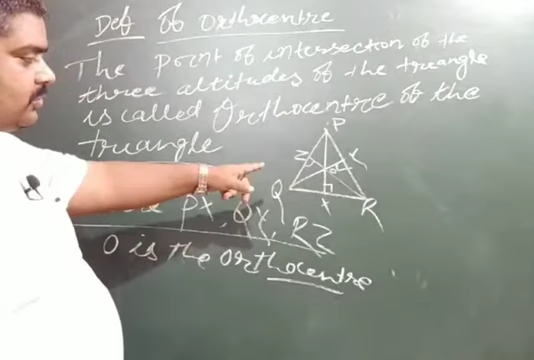 Def of Orthocentre
The Point of intersection of the
three altitudes of the triangle
is called Orthocentre of the
triangle
P
Z Y
O
Q
X R
PX, QY, RZ
O is the Orthocentre